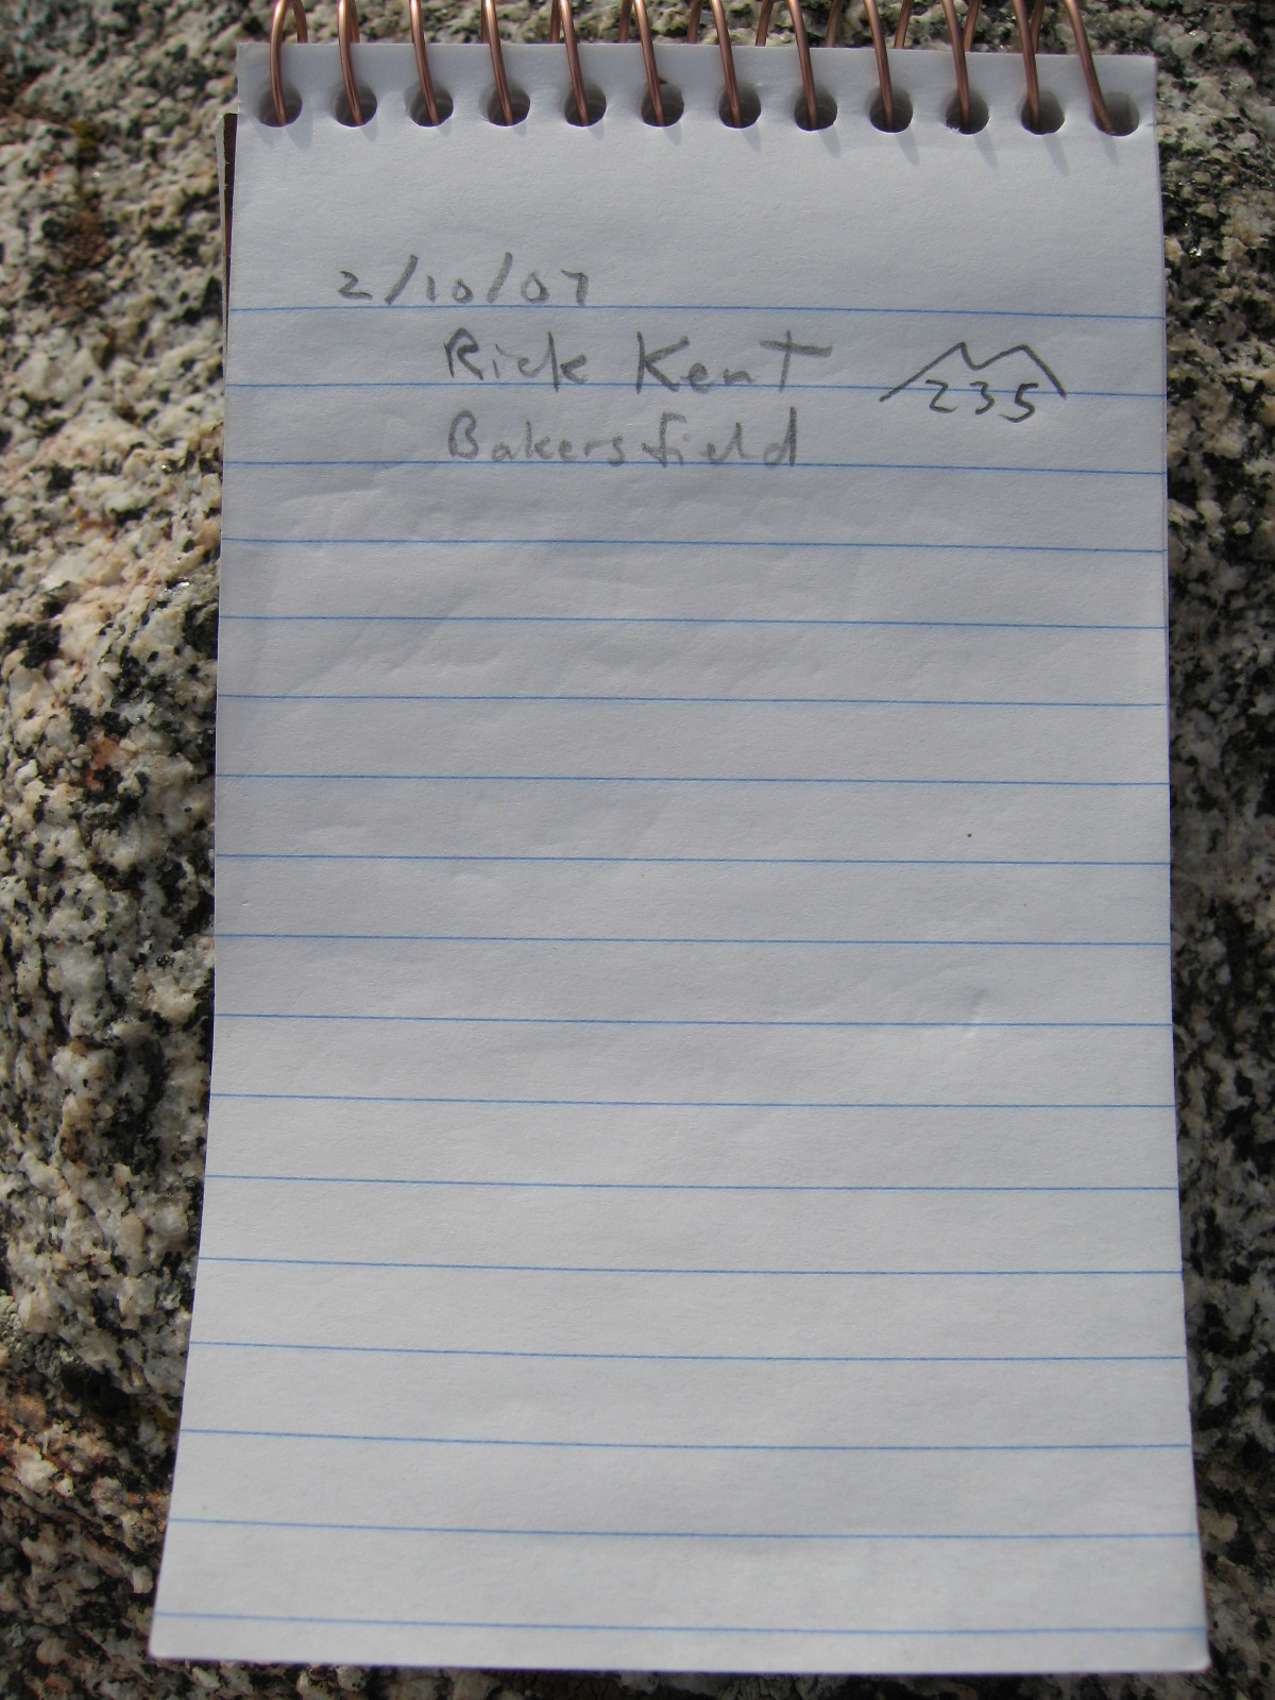 2/10/07
Rick Kent 235
Bakersfield